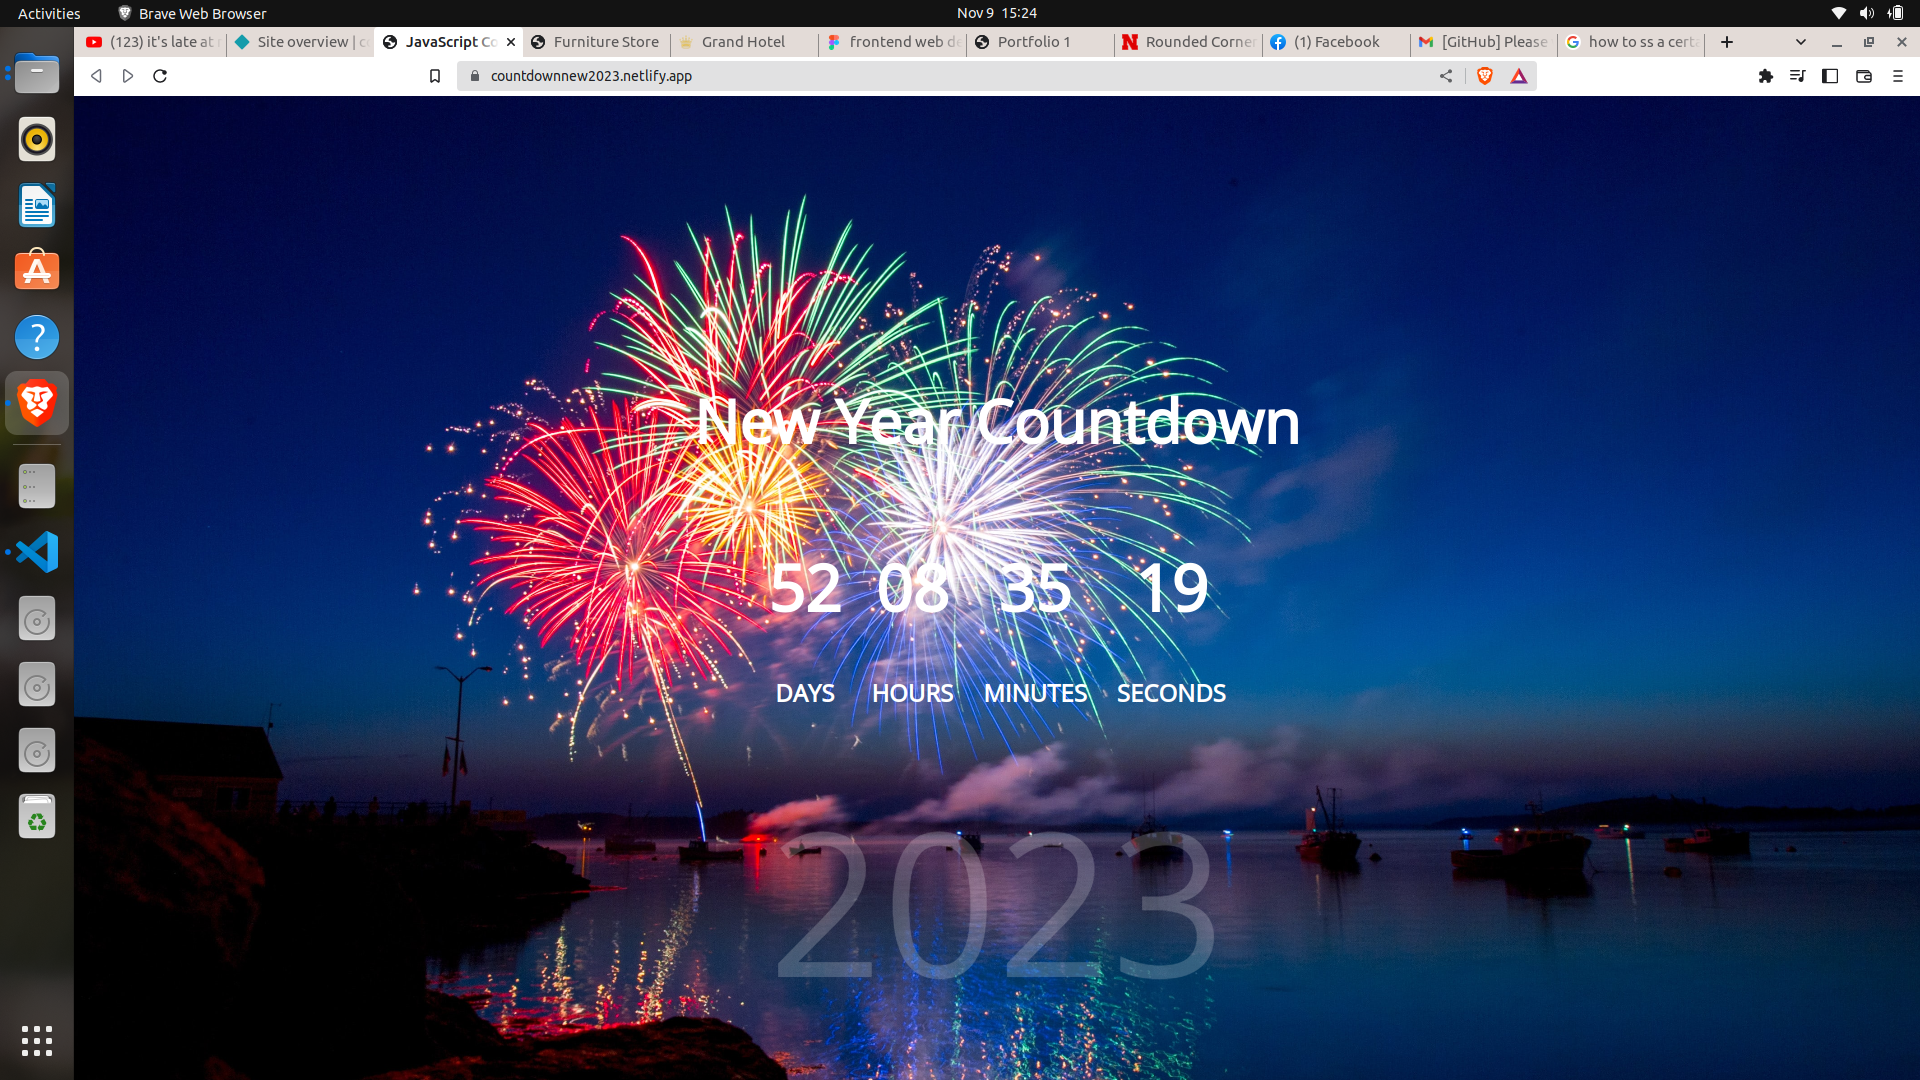 Activities
Brave Web Browser
Nov 9 15:24
(123) it's late at
Site overview | c
JavaScript Co
Furniture Store
Grand Hotel
frontend web de
Portfolio 1
Rounded Corner
(1) Facebook
[GitHub] Please
how to ss a certa
countdownnew2023.netlify.app
New Year Countdown
52 08 35 19
DAYS HOURS MINUTES SECONDS
2023